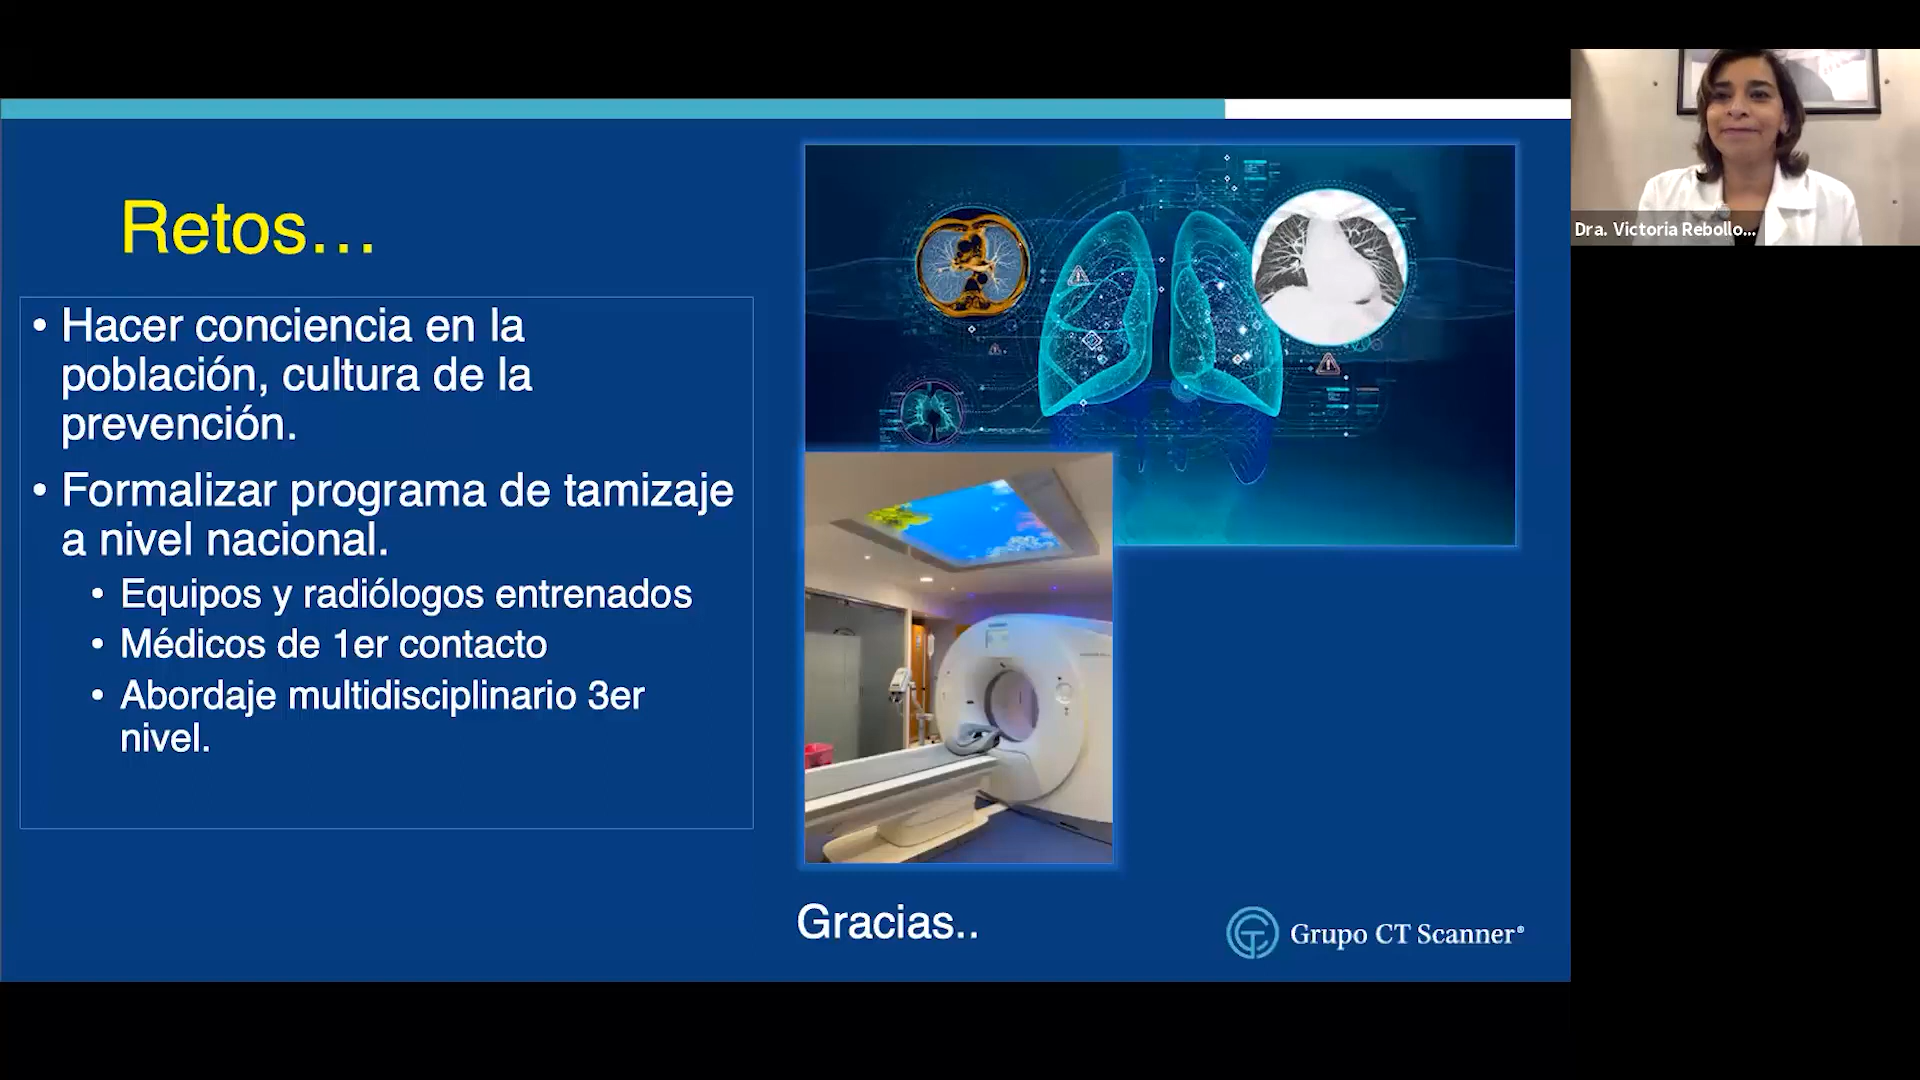 Retos…
• Hacer conciencia en la
población, cultura de la
prevención.
• Formalizar programa de tamizaje
a nivel nacional.
• Equipos y radiólogos entrenados
• Médicos de 1er contacto
• Abordaje multidisciplinario 3er
nivel.
Gracias..
Grupo CT Scanner®
Dra. Victoria Rebollo...